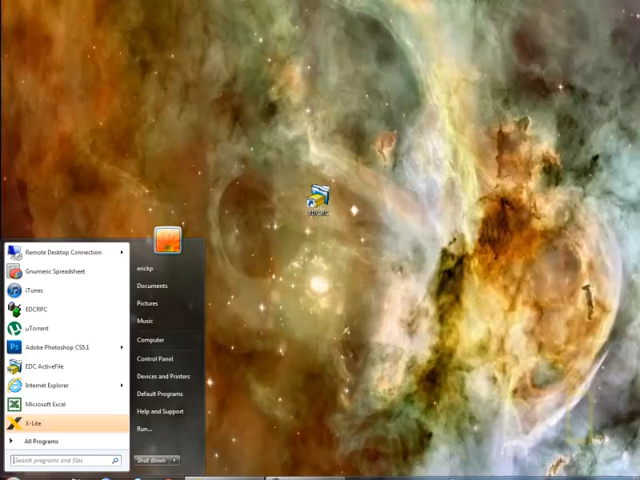 EDC RC
Remote Desktop Connection
Gnumeric Spreadsheet
iTunes
EDCRPC
µTorrent
Adobe Photoshop CS5.1
EDC ActiveFile
Internet Explorer
Microsoft Excel
X-Lite
All Programs
Search programs and files
erickp
Documents
Pictures
Music
Computer
Control Panel
Devices and Printers
Default Programs
Help and Support
Run...
Shut down